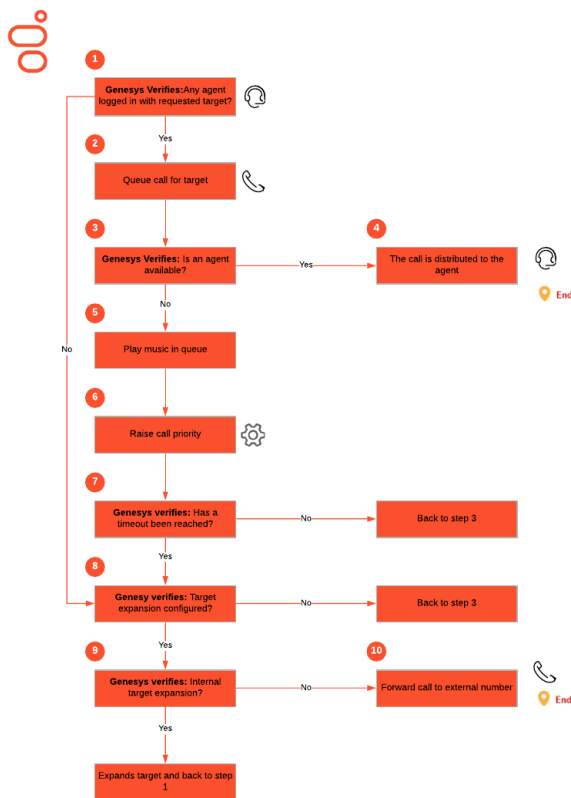 1
Genesys Verifies:Any agent
logged in with requested target?
Yes
2
Queue call for target
3
Genesys Verifies: Is an agent
available?
Yes
4
The call is distributed to the
agent
End
No
5
Play music in queue
No
6
Raise call priority
7
Genesys verifies: Has a
timeout been reached?
No
Back to step 3
Yes
8
Genesy verifies: Target
expansion configured?
No
Back to step 3
Yes
9
Genesys verifies: Internal
target expansion?
No
10
Forward call to external number
End
Yes
Expands target and back to step
1